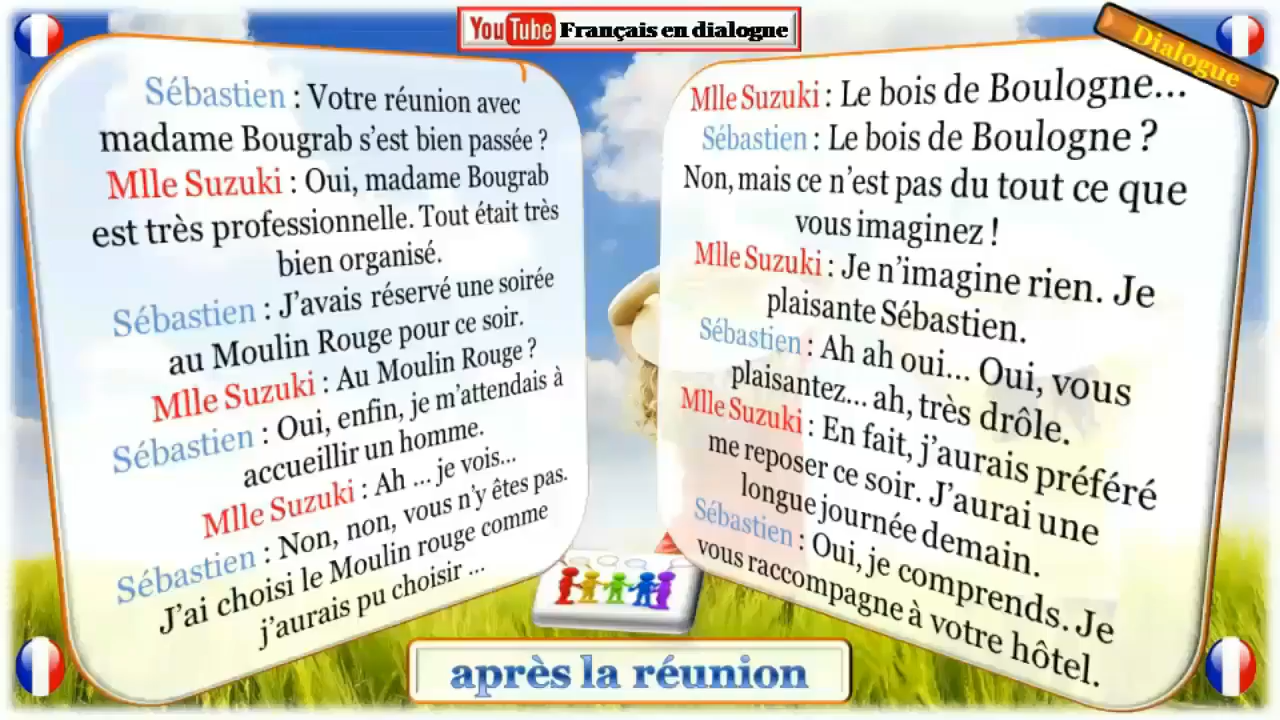 YouTube Français en dialogue
Dialogue
Sébastien : Votre réunion avec
madame Bougrab s'est bien passée ?
Mlle Suzuki : Oui, madame Bougrab
est très professionnelle. Tout était très
bien organisé.
Sébastien : J'avais réservé une soirée
au Moulin Rouge pour ce soir.
Mlle Suzuki : Au Moulin Rouge ?
Sébastien : Oui, enfin, je m'attendais à
accueillir un homme.
Mlle Suzuki : Ah ... je vois...
Sébastien : Non, non, vous n'y êtes pas.
J'ai choisi le Moulin rouge comme
j'aurais pu choisir ...
Mlle Suzuki : Le bois de Boulogne...
Sébastien : Le bois de Boulogne ?
Non, mais ce n'est pas du tout ce que
vous imaginez !
Mlle Suzuki : Je n'imagine rien. Je
plaisante Sébastien.
Sébastien : Ah ah oui... Oui, vous
plaisantez... ah, très drôle.
Mlle Suzuki : En fait, j'aurais préféré
me reposer ce soir. J'aurai une
longue journée demain.
Sébastien : Oui, je comprends. Je
vous raccompagne à votre hôtel.
après la réunion